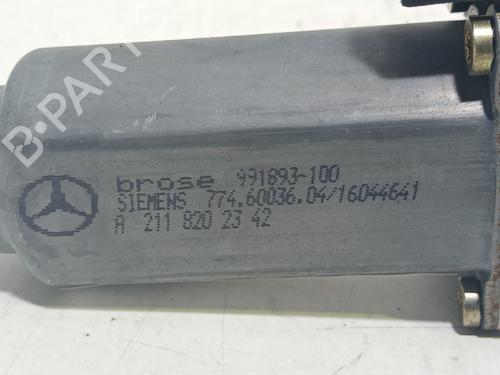 B-PARTS
brose 991893-100
SIEMENS 774.60036.04/16044641
A 211 820 23 42